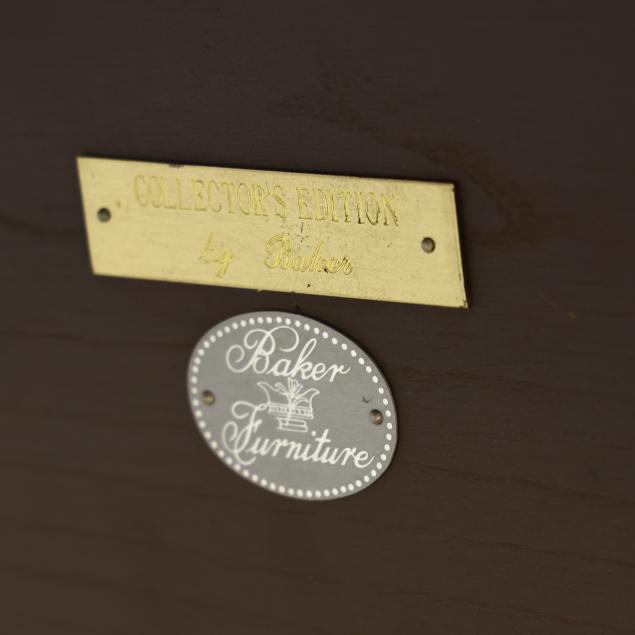 COLLECTOR'S EDITION
by Baker
Baker
Furniture